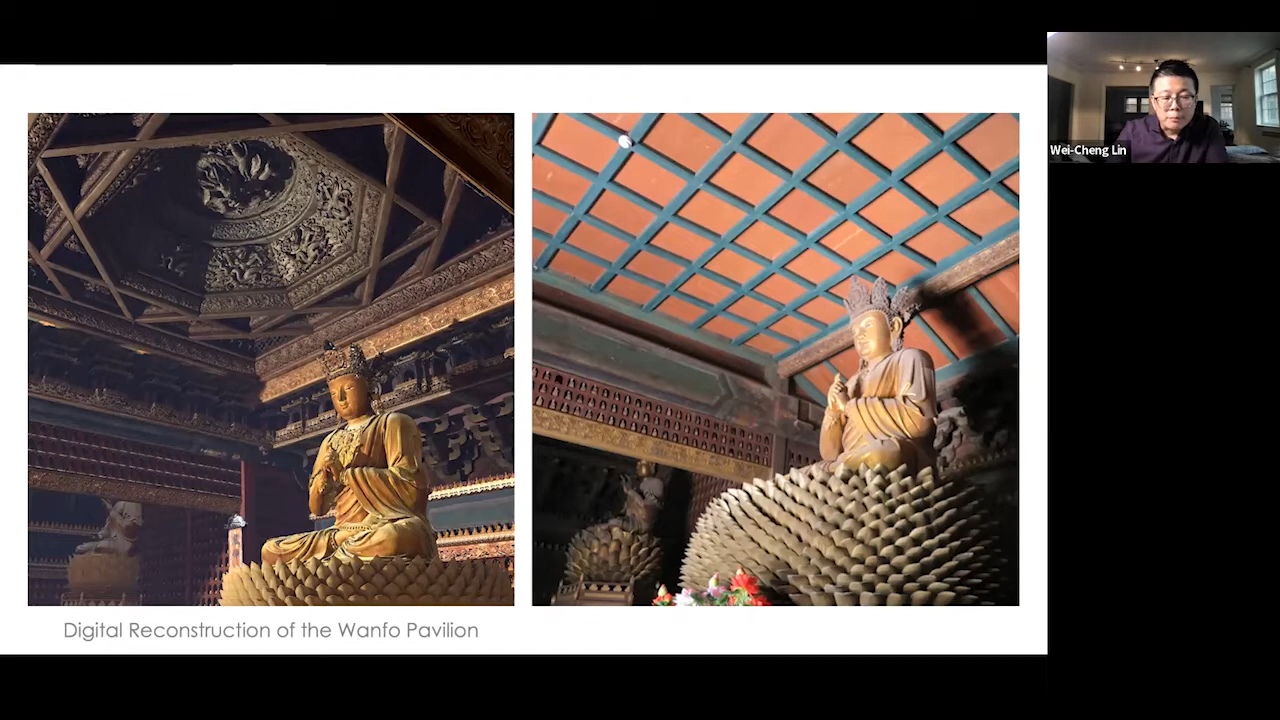 Wei-Cheng Lin
Digital Reconstruction of the Wanfo Pavilion